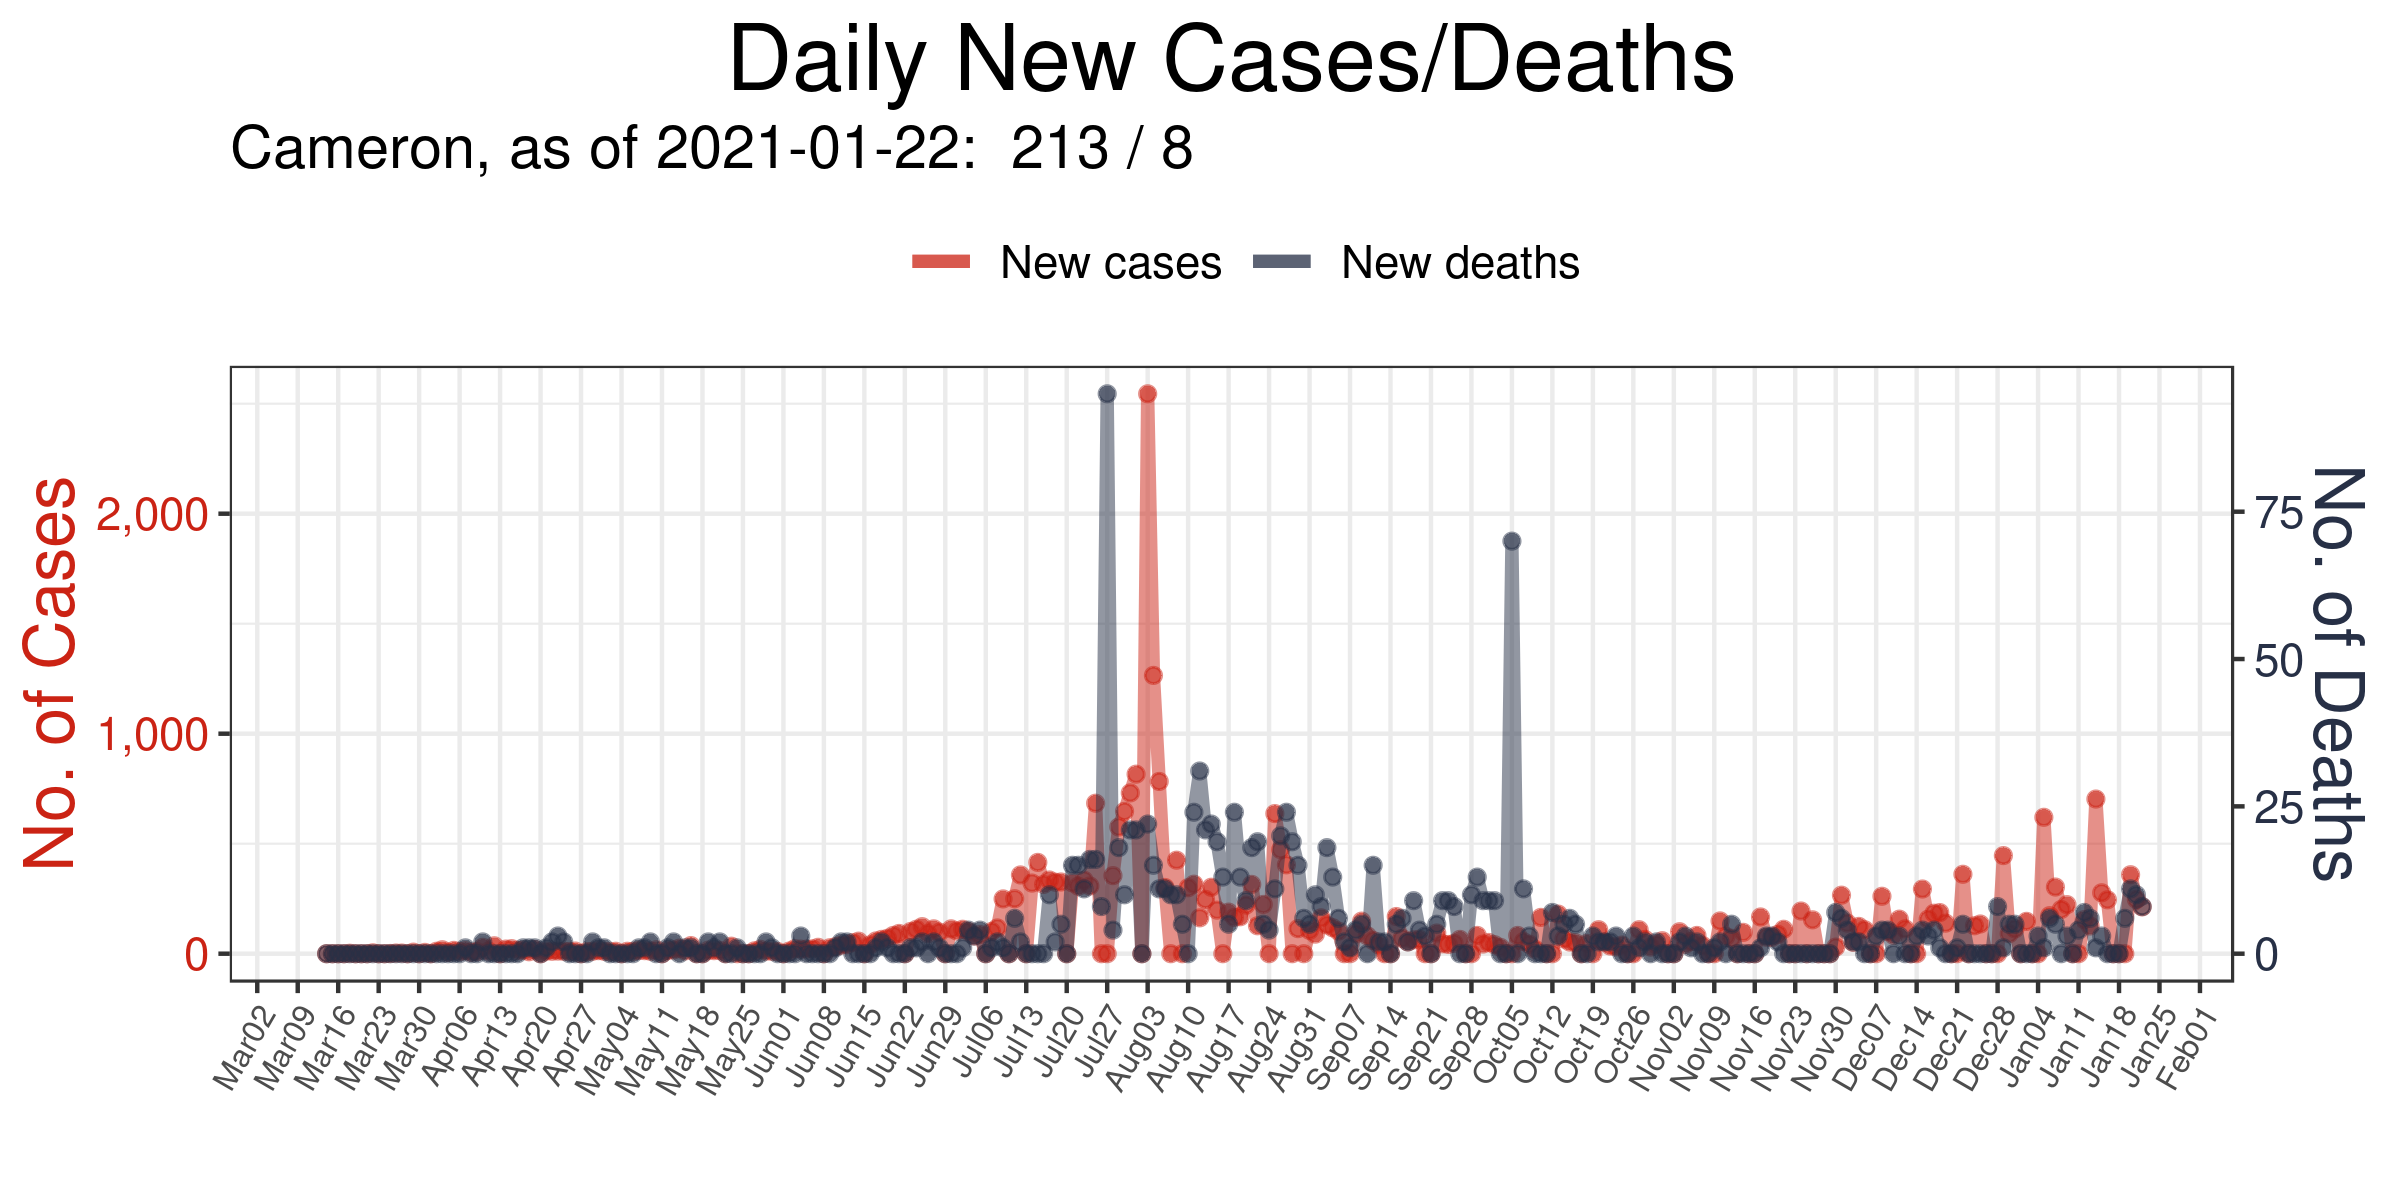 Daily New Cases/Deaths
Cameron, as of 2021-01-22:  213 / 8
New cases
New deaths
No. of Cases
2,000
1,000
0
75
50
25
0
No. of Deaths
Mar02
Mar09
Mar16
Mar23
Mar30
Apr06
Apr13
Apr20
Apr27
May04
May11
May18
May25
Jun01
Jun08
Jun15
Jun22
Jun29
Jul06
Jul13
Jul20
Jul27
Aug03
Aug10
Aug17
Aug24
Aug31
Sep07
Sep14
Sep21
Sep28
Oct05
Oct12
Oct19
Oct26
Nov02
Nov09
Nov16
Nov23
Nov30
Dec07
Dec14
Dec21
Dec28
Jan04
Jan11
Jan18
Jan25
Feb01